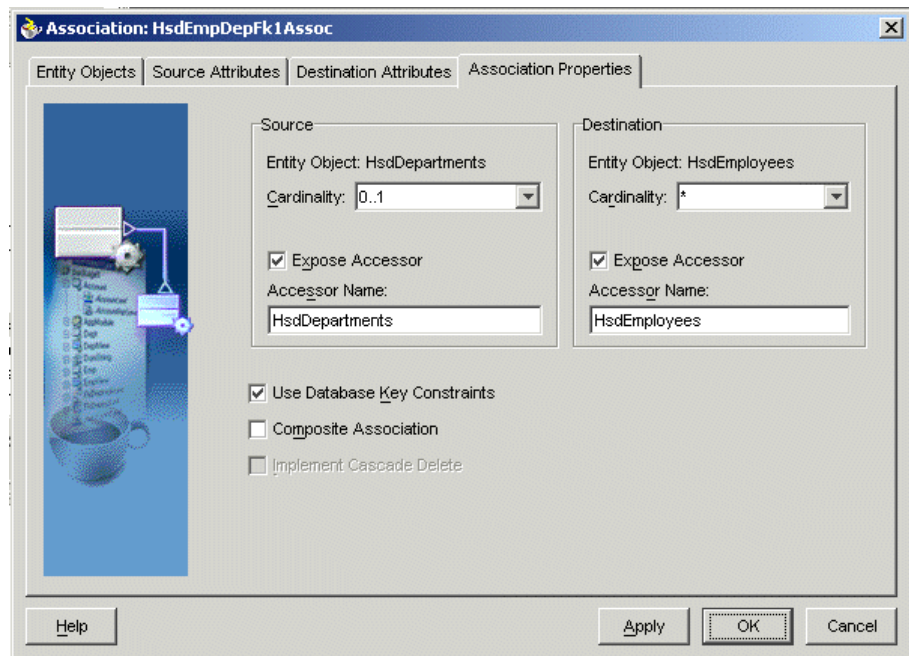 Association: HsdEmpDepFk1Assoc
Entity Objects
Source Attributes
Destination Attributes
Association Properties
Source
Entity Object: HsdDepartments
Cardinality: 0..1
Expose Accessor
Accessor Name:
HsdDepartments
Destination
Entity Object: HsdEmployees
Cardinality: *
Expose Accessor
Accessor Name:
HsdEmployees
Use Database Key Constraints
Composite Association
Implement Cascade Delete
Help
Apply
OK
Cancel